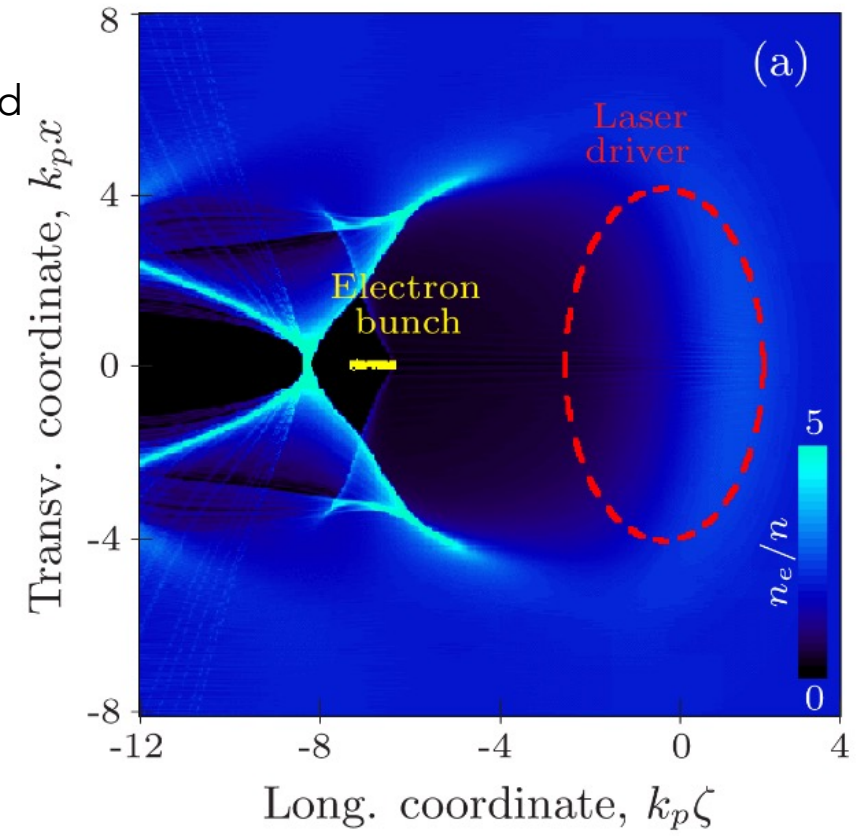 d
(a)
Laser
driver
Electron
bunch
8
4
0
-4
-8
Transv. coordinate, kₚx
5
nₑ/n
0
-12
-8
-4
0
4
Long. coordinate, kₚζ